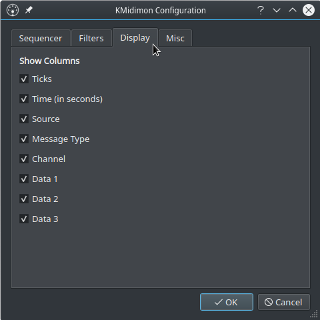 KMidimon Configuration
Sequencer Filters Display Misc
Show Columns
Ticks
Time (in seconds)
Source
Message Type
Channel
Data 1
Data 2
Data 3
OK Cancel